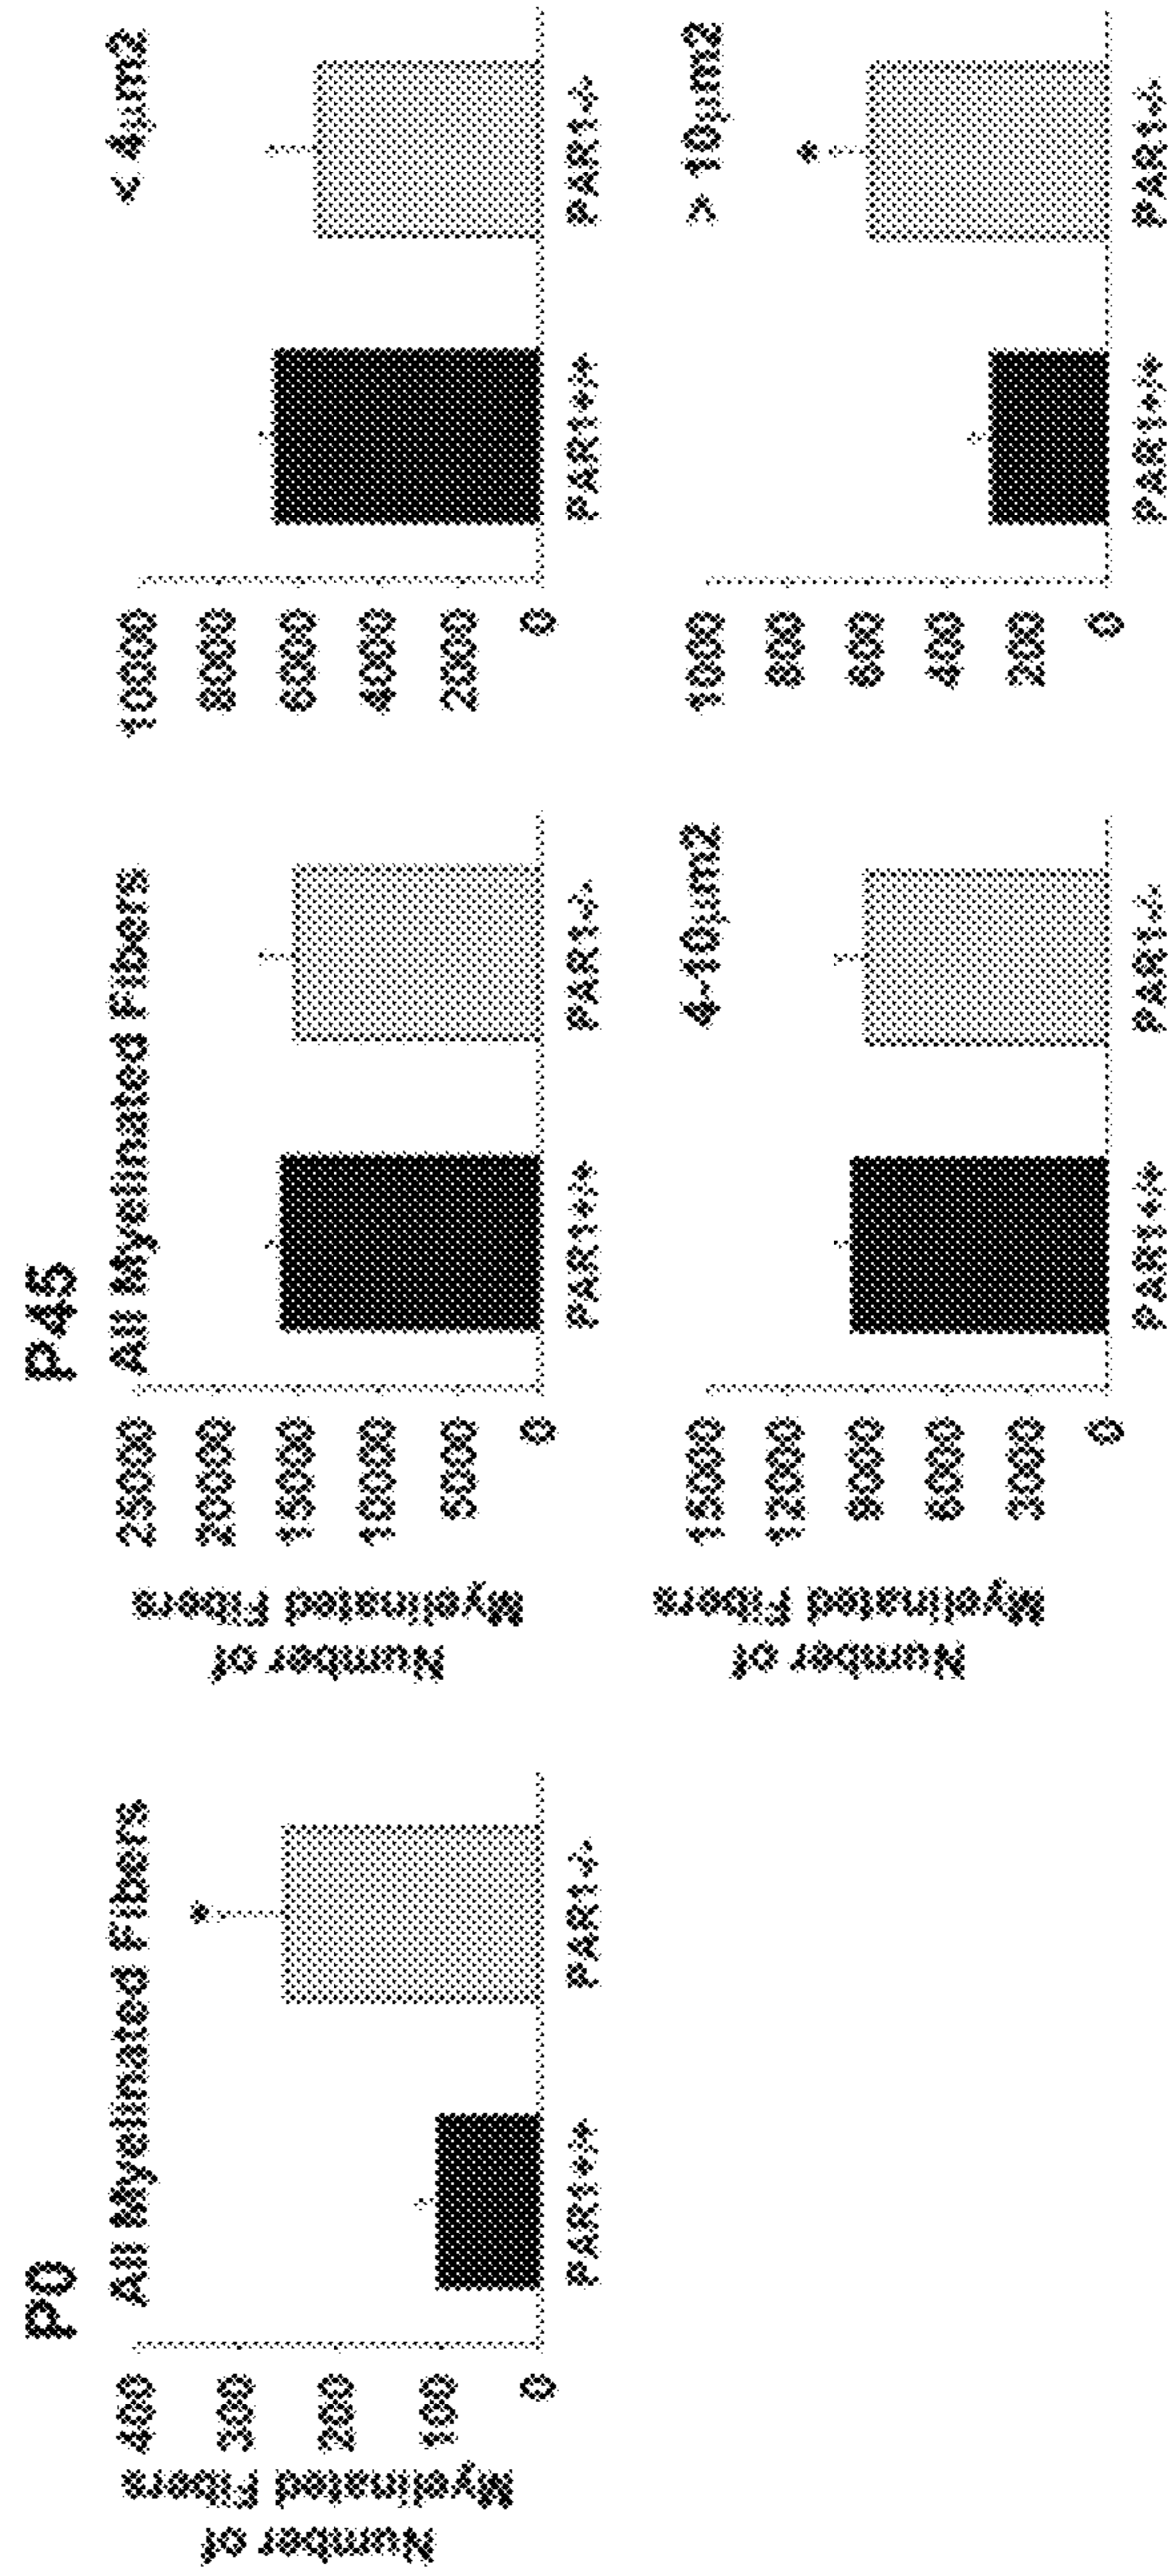 P0
All Myelinated Fibers
Number of
Myelinated Fibers
400
300
200
100
0
PAR1+/+
PAR1-/-
P45
All Myelinated Fibers
Number of
Myelinated Fibers
25000
20000
15000
10000
5000
0
PAR1+/+
PAR1-/-
< 4μm2
10000
8000
6000
4000
2000
0
PAR1+/+
PAR1-/-
4-10μm2
Number of
Myelinated Fibers
15000
12000
9000
6000
3000
0
PAR1+/+
PAR1-/-
> 10μm2
*
1000
800
600
400
200
0
PAR1+/+
PAR1-/-